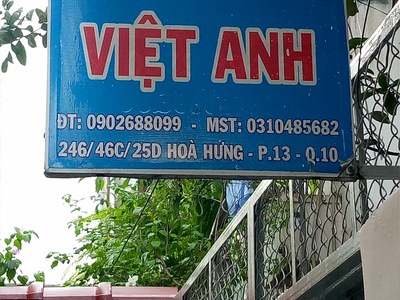 VIỆT ANH
ĐT: 0902688099 - MST: 0310485682
246/46C/25D HOÀ HƯNG - P.13 - Q.10